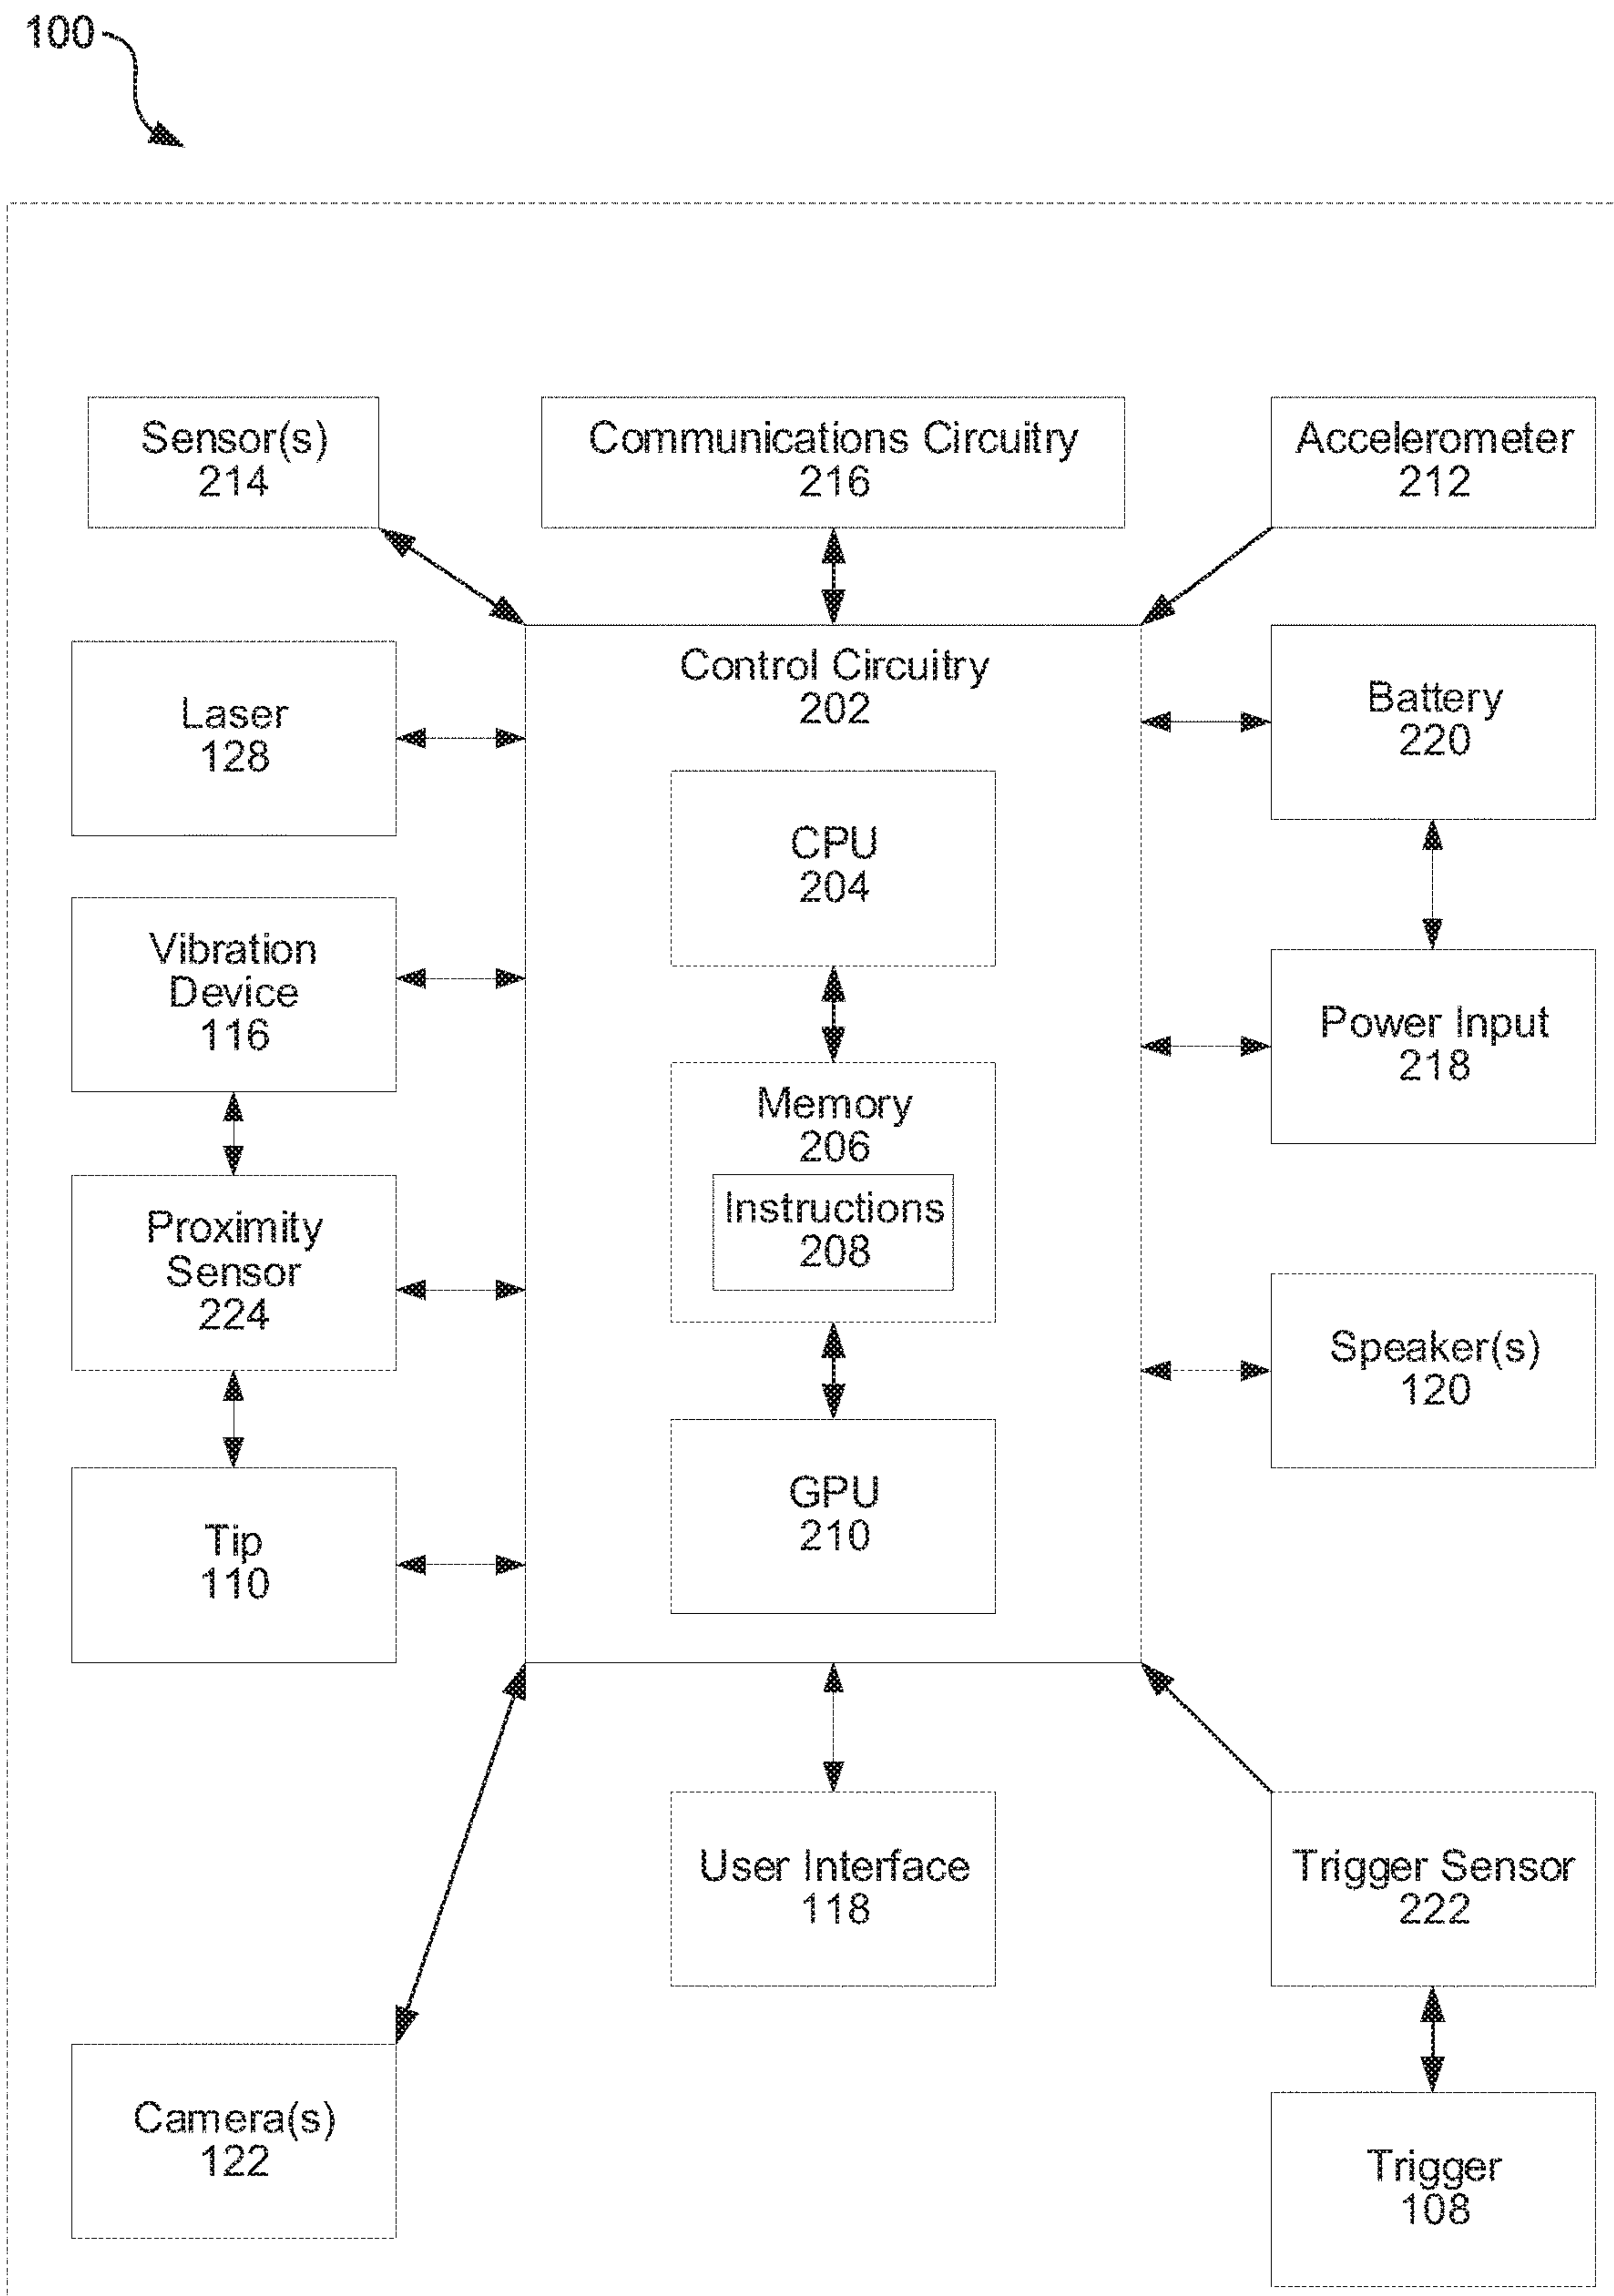 100
Sensor(s)
214
Communications Circuitry
216
Accelerometer
212
Control Circuitry
202
Laser
128
Battery
220
CPU
204
Vibration
Device
116
Power Input
218
Memory
206
Instructions
208
Proximity
Sensor
224
Speaker(s)
120
GPU
210
Tip
110
User Interface
118
Trigger Sensor
222
Camera(s)
122
Trigger
108